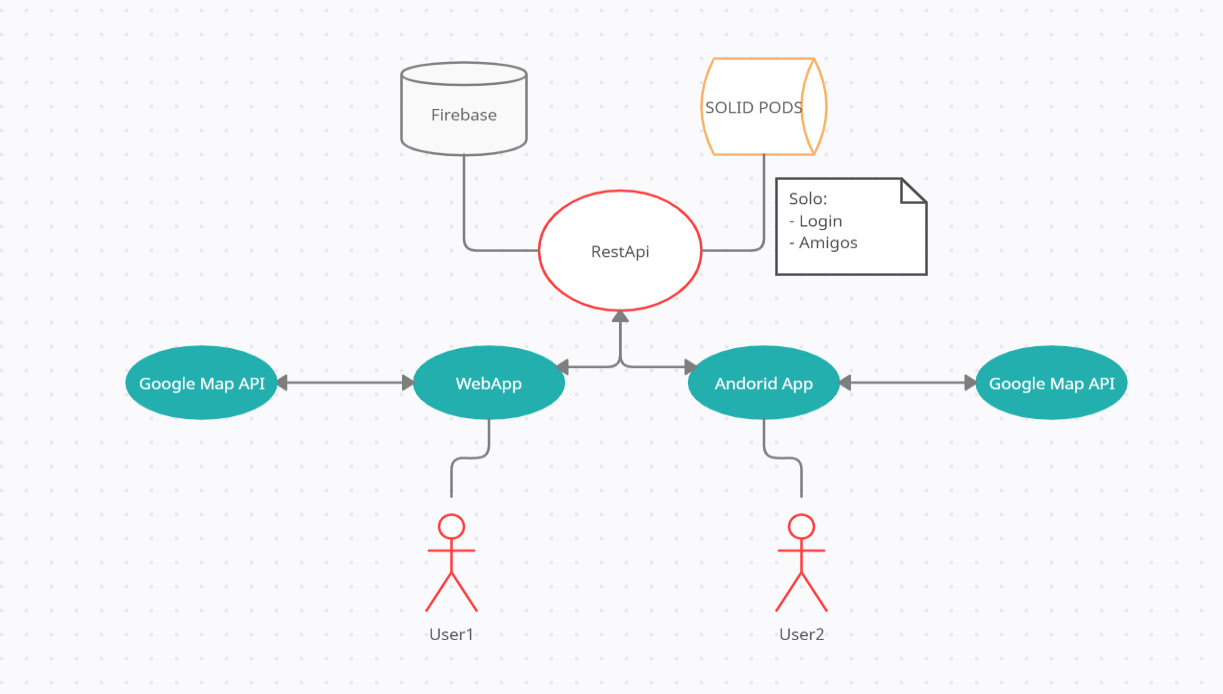 Firebase
SOLID PODS
Solo:
- Login
- Amigos
RestApi
Google Map API
WebApp
Andorid App
Google Map API
User1
User2